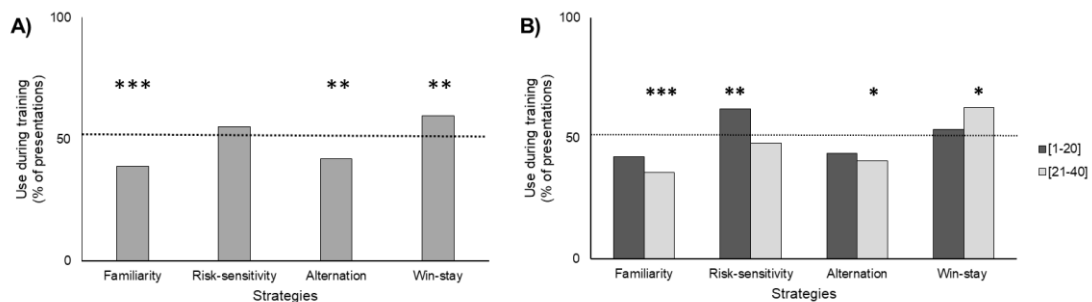 A)
100
50
0
Use during training
(% of presentations)
***
**
**
Familiarity
Risk-sensitivity
Alternation
Win-stay
Strategies
B)
100
50
0
Use during training
(% of presentations)
***
**
*
*
Familiarity
Risk-sensitivity
Alternation
Win-stay
Strategies
[1-20]
[21-40]